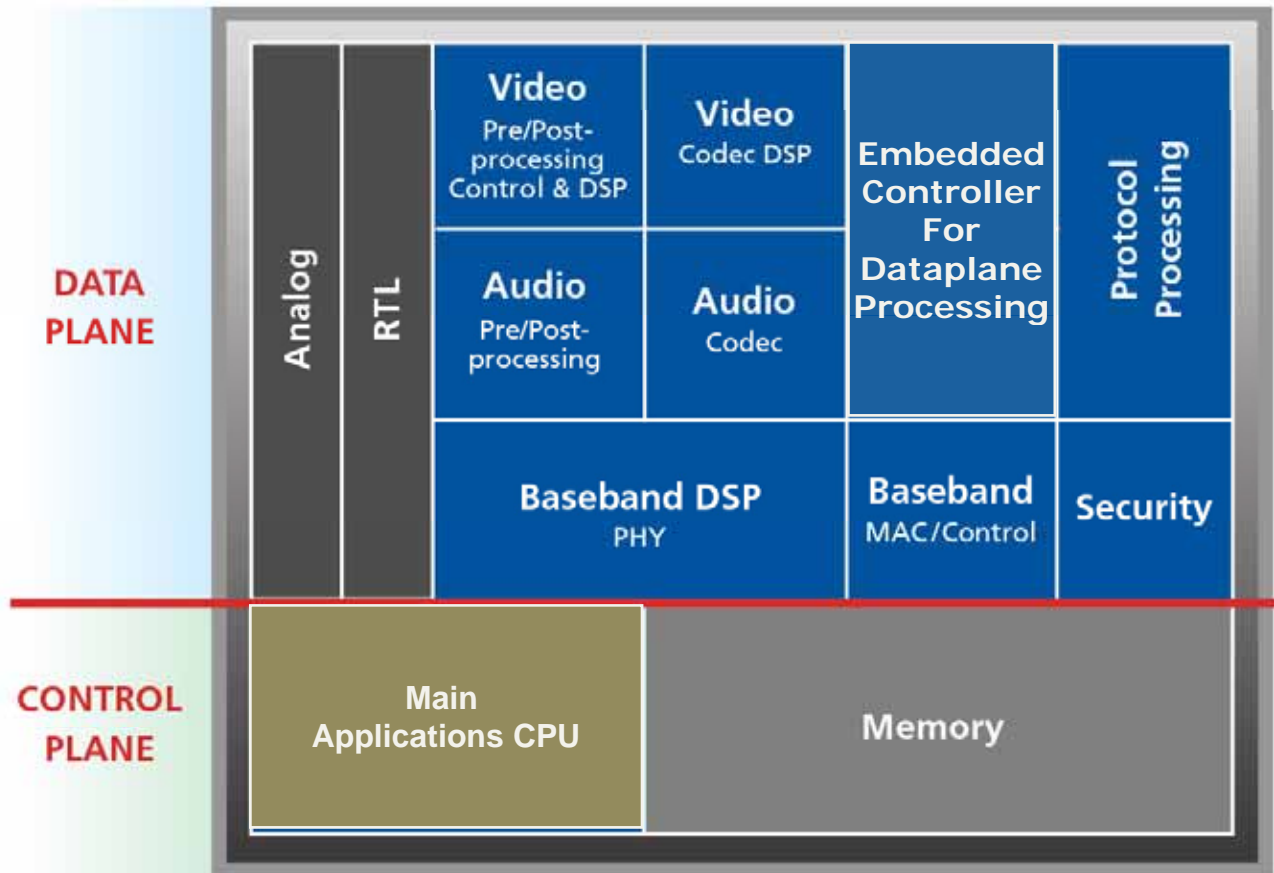 DATA
PLANE
Analog
RTL
Video
Pre/Post-
processing
Control & DSP
Video
Codec DSP
Embedded
Controller
For
Dataplane
Processing
Protocol
Processing
Audio
Pre/Post-
processing
Audio
Codec
Baseband DSP
PHY
Baseband
MAC/Control
Security
CONTROL
PLANE
Main
Applications CPU
Memory